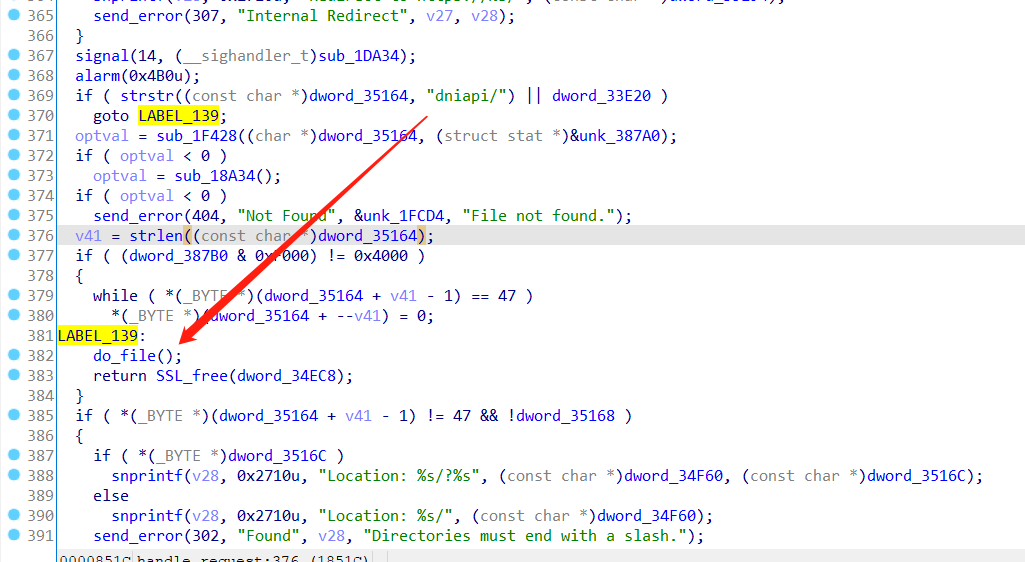 365 send_error(307, "Internal Redirect", v27, v28);
366 }
367 signal(14, (__sighandler_t)sub_1DA34);
368 alarm(0x4B0u);
369 if ( strstr((const char *)dword_35164, "dniapi/") || dword_33E20 )
370 goto LABEL_139;
371 optval = sub_1F428((char *)dword_35164, (struct stat *)&unk_387A0);
372 if ( optval < 0 )
373 optval = sub_18A34();
374 if ( optval < 0 )
375 send_error(404, "Not Found", &unk_1FCD4, "File not found.");
376 v41 = strlen((const char *)dword_35164);
377 if ( (dword_387B0 & 0xF000) != 0x4000 )
378 {
379 while ( *(_BYTE *)(dword_35164 + v41 - 1) == 47 )
380 *(_BYTE *)(dword_35164 + --v41) = 0;
381 LABEL_139:
382 do_file();
383 return SSL_free(dword_34EC8);
384 }
385 if ( *(_BYTE *)(dword_35164 + v41 - 1) != 47 && !dword_35168 )
386 {
387 if ( *(_BYTE *)dword_3516C )
388 snprintf(v28, 0x2710u, "Location: %s/?%s", (const char *)dword_34F60, (const char *)dword_3516C);
389 else
390 snprintf(v28, 0x2710u, "Location: %s/", (const char *)dword_34F60);
391 send_error(302, "Found", v28, "Directories must end with a slash.");
0000851C handle_request:376 (1851C)